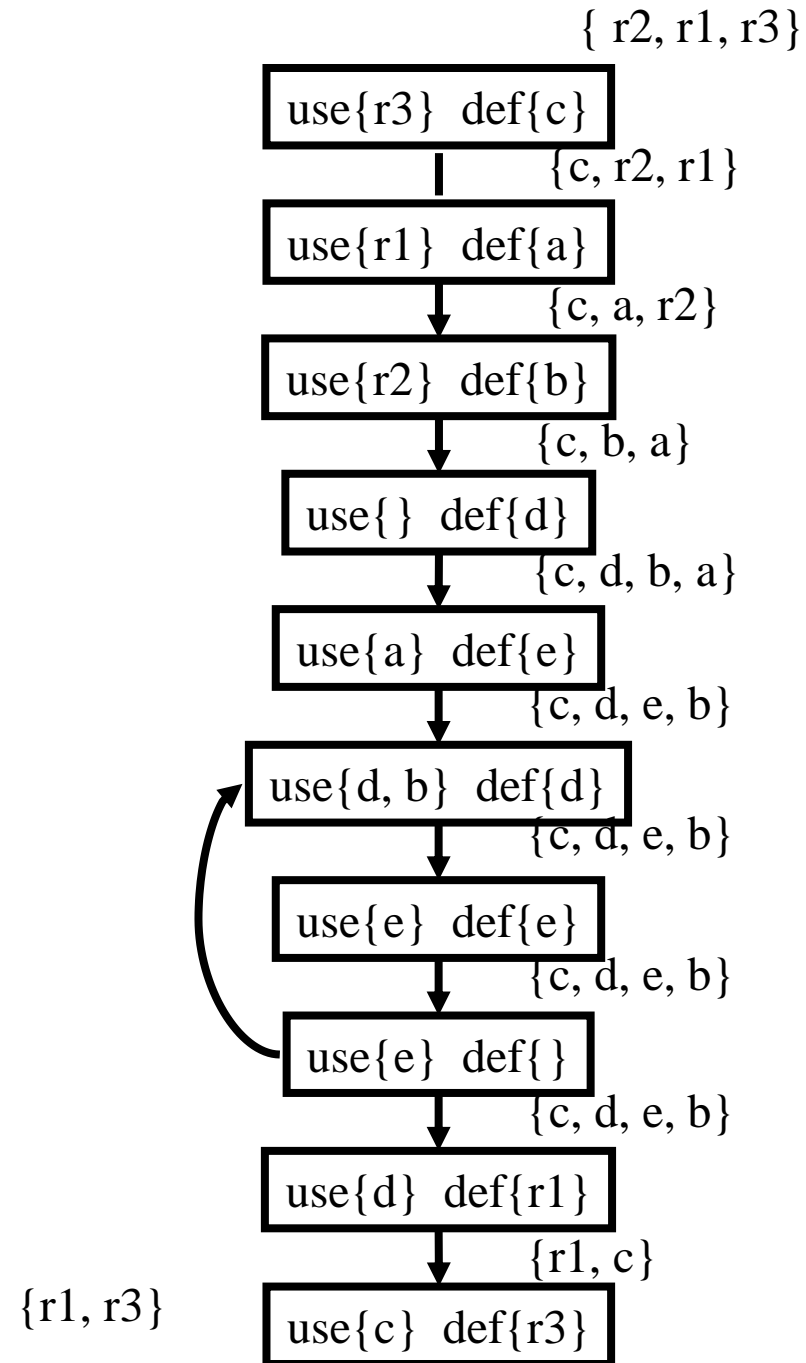 { r2, r1, r3}
use{r3} def{c}
{c, r2, r1}
use{r1} def{a}
{c, a, r2}
use{r2} def{b}
{c, b, a}
use{} def{d}
{c, d, b, a}
use{a} def{e}
{c, d, e, b}
use{d, b} def{d}
{c, d, e, b}
use{e} def{e}
{c, d, e, b}
use{e} def{}
{c, d, e, b}
use{d} def{r1}
{r1, c}
{r1, r3}
use{c} def{r3}